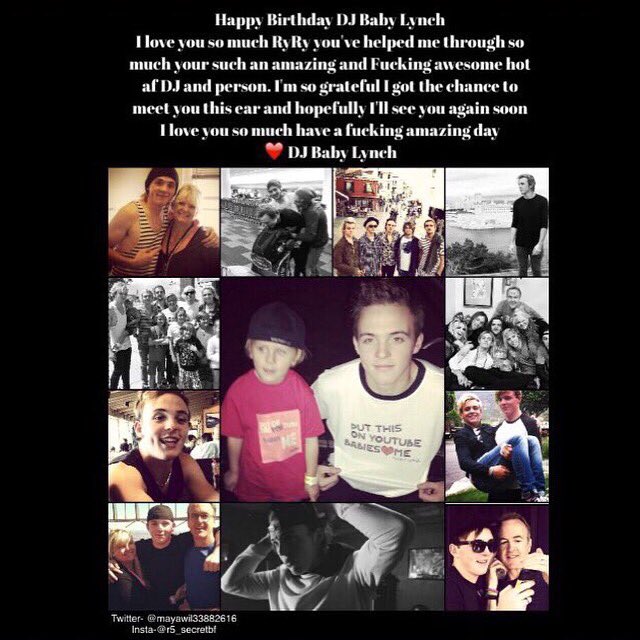 Happy Birthday DJ Baby Lynch
I love you so much RyRy you've helped me through so
much your such an amazing and Fucking awesome hot
af DJ and person. I'm so grateful I got the chance to
meet you this ear and hopefully I'll see you again soon
I love you so much have a fucking amazing day
❤️ DJ Baby Lynch
ME
PUT THIS
ON YOUTUBE
BABIES♥ME
Twitter- @mayawil33882616
Insta-@r5_secretbf